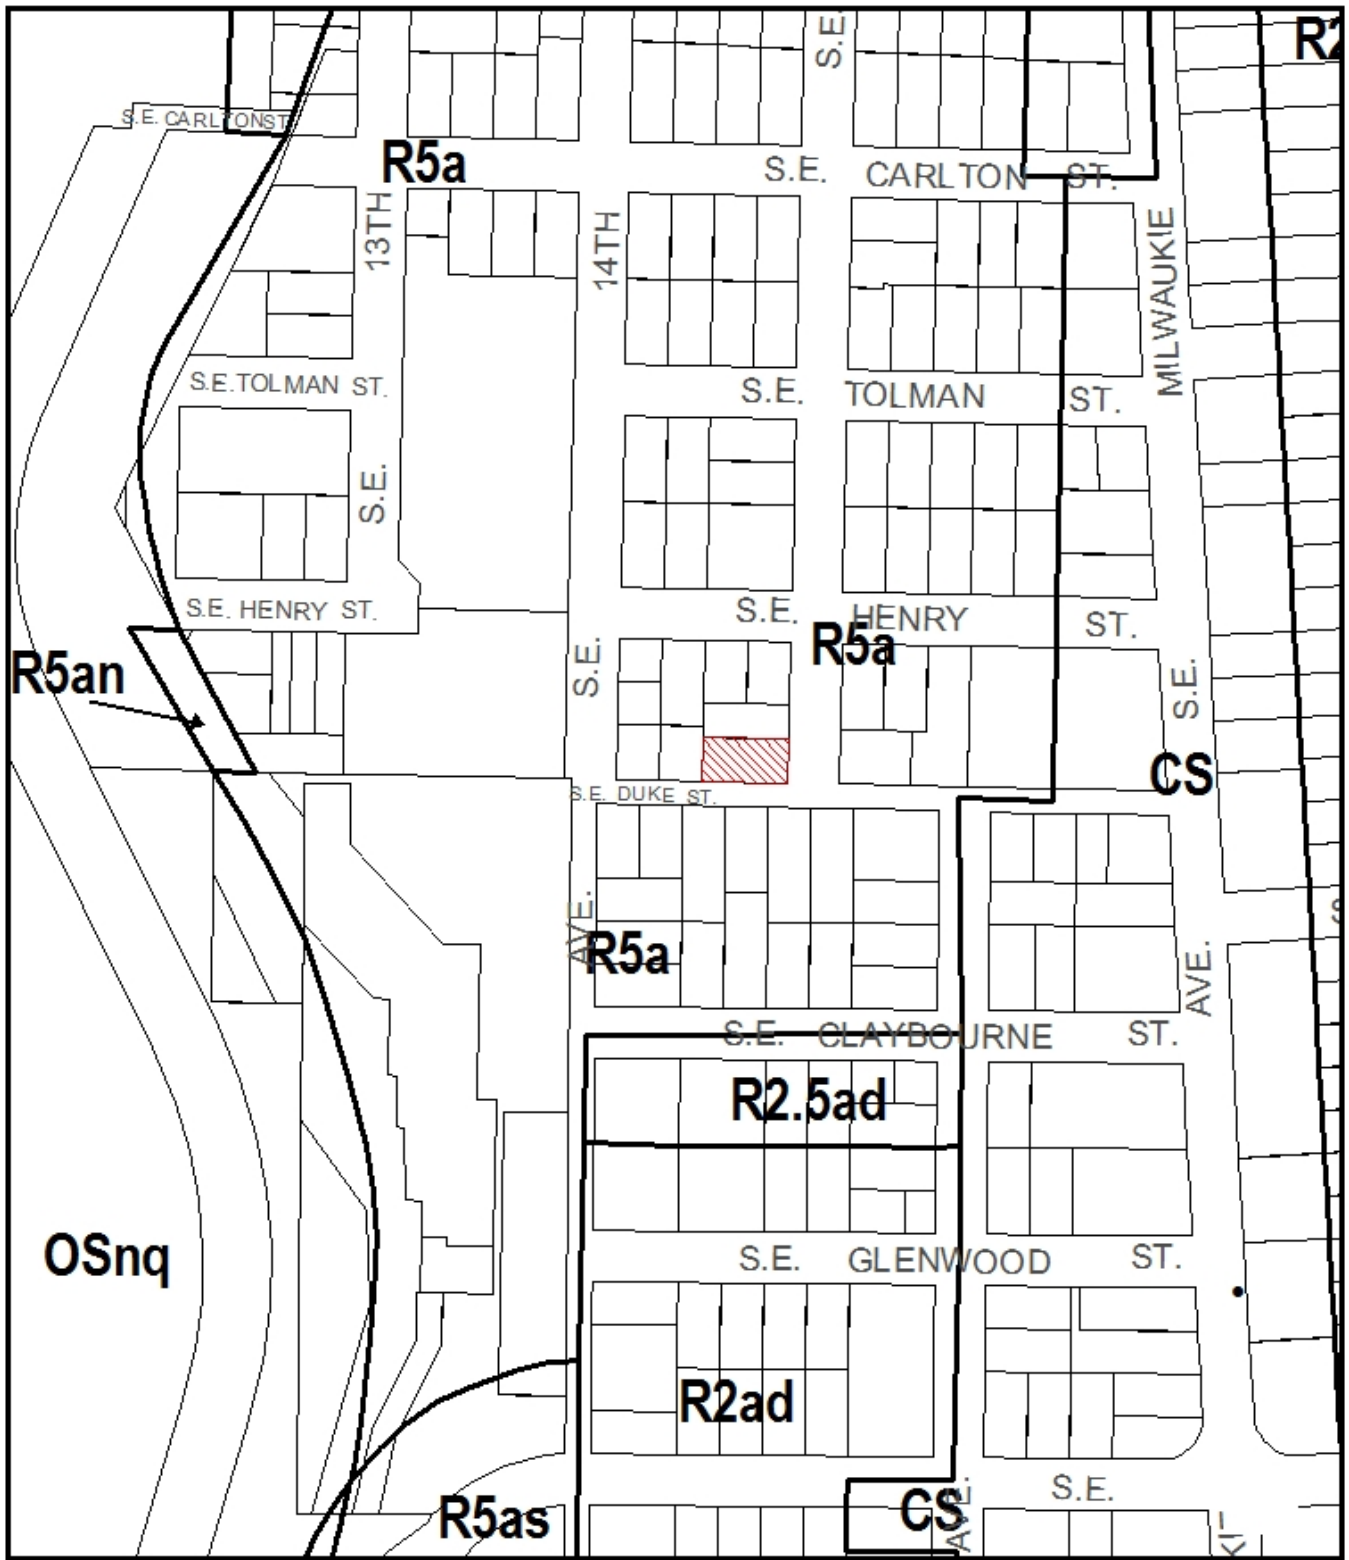 R2
S.E.
S.E. CARLTON ST
R5a
S.E. CARLTON ST.
13TH
14TH
MILWAUKIE
S.E. TOLMAN ST.
S.E. TOLMAN ST.
S.E.
S.E. HENRY ST.
S.E. HENRY ST.
R5a
R5an
S.E.
S.E.
CS
S.E. DUKE ST.
AVE.
R5a
AVE.
S.E. CLAYBOURNE ST.
R2.5ad
OSnq
S.E. GLENWOOD ST.
R2ad
R5as
CS
AVE.
S.E.